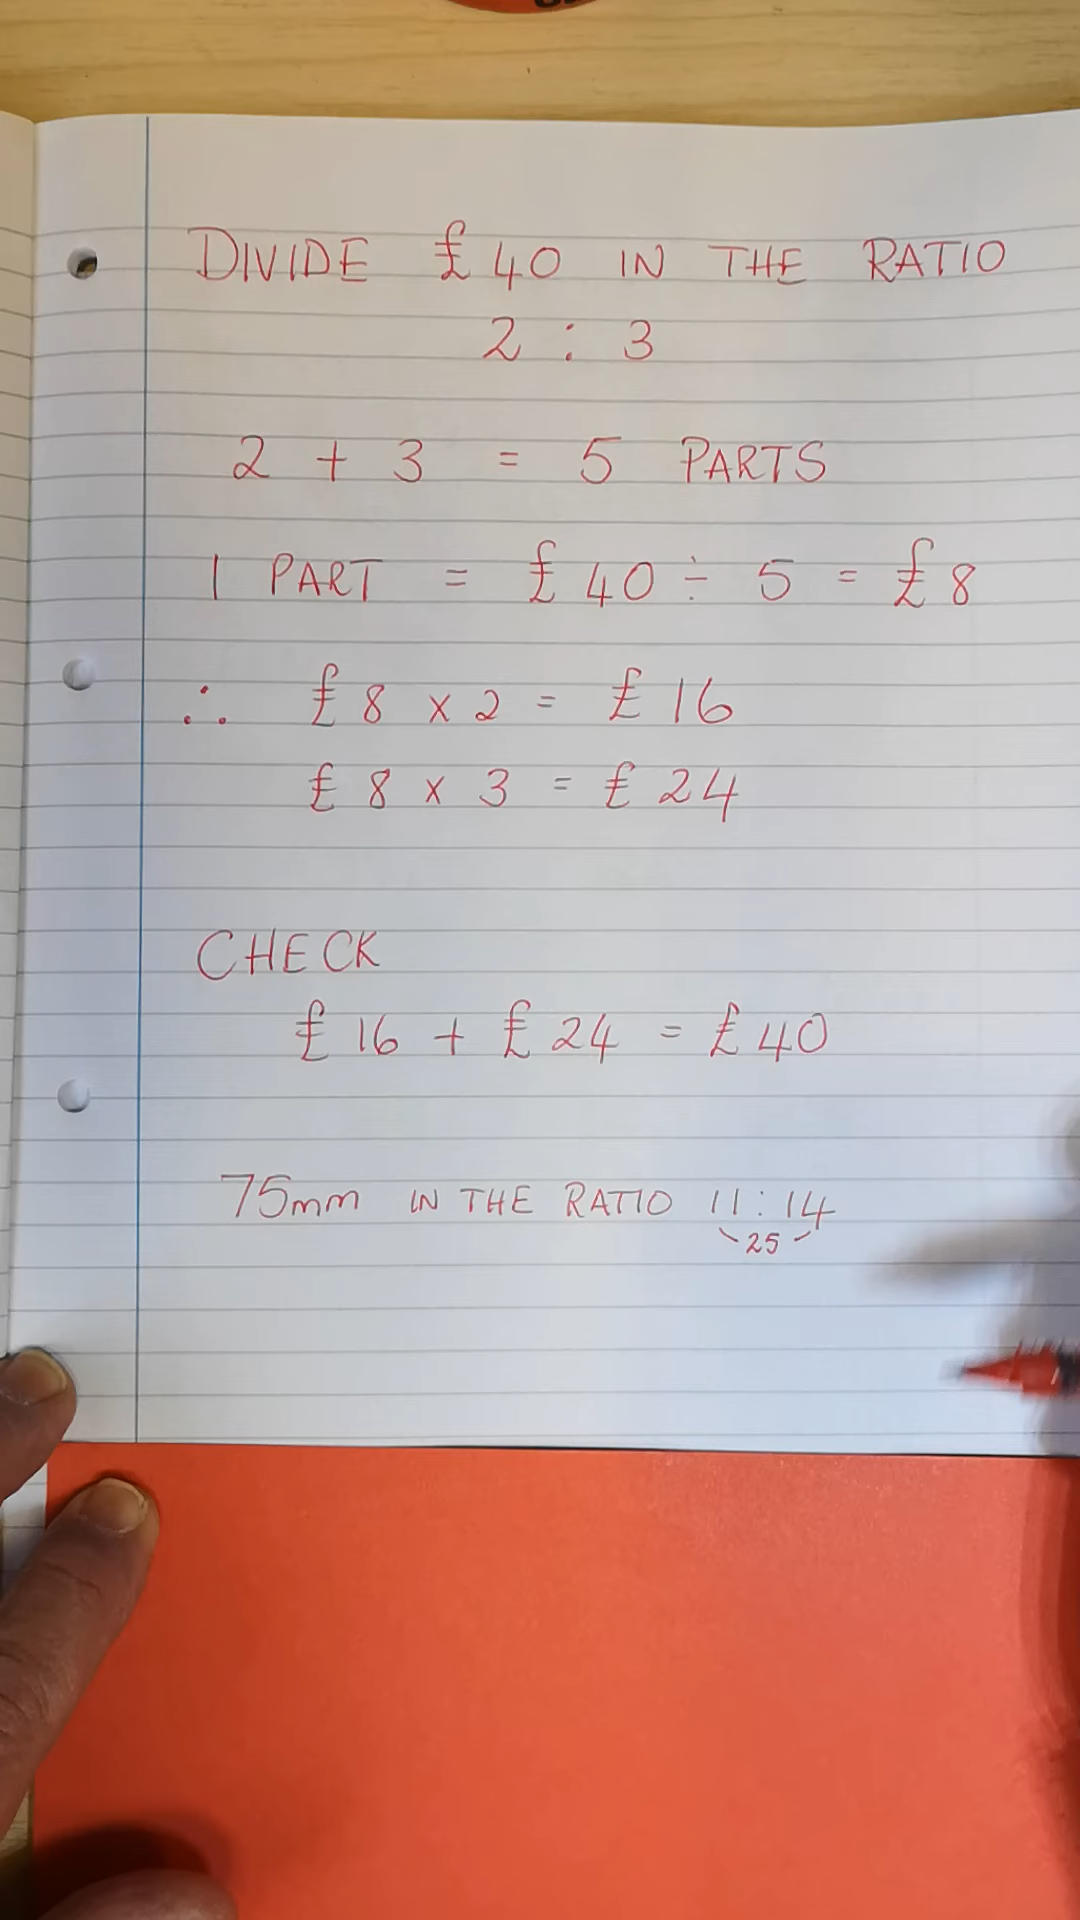 DIVIDE £40 IN THE RATIO
2 : 3
2 + 3 = 5 PARTS
1 PART = £40 ÷ 5 = £8
∴ £8 × 2 = £16
£8 × 3 = £24
CHECK
£16 + £24 = £40
75mm IN THE RATIO 11:14
25